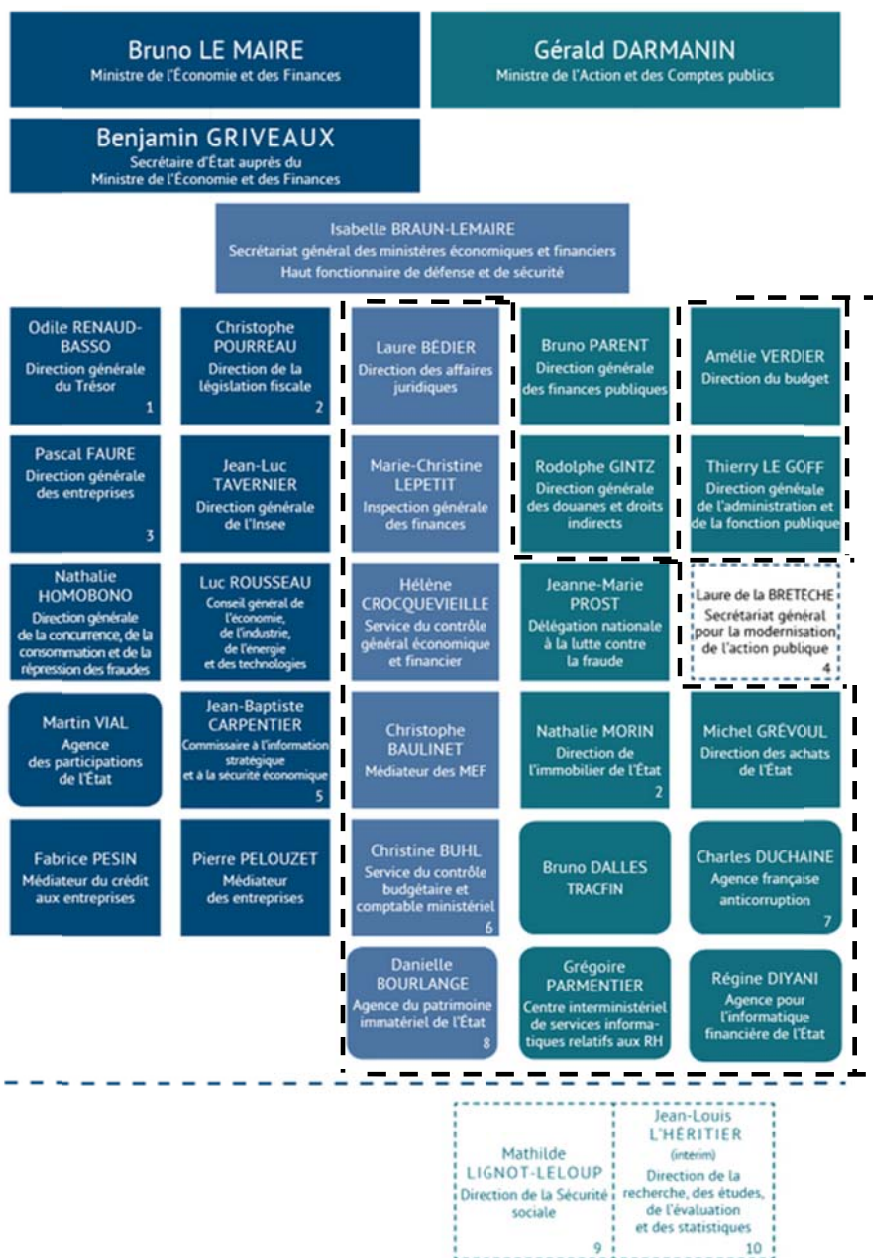 Bruno LE MAIRE
Ministre de l'Économie et des Finances
Gérald DARMANIN
Ministre de l'Action et des Comptes publics
Benjamin GRIVEAUX
Secrétaire d'État auprès du
Ministre de l'Économie et des Finances
Isabelle BRAUN-LEMAIRE
Secrétariat général des ministères économiques et financiers
Haut fonctionnaire de défense et de sécurité
Odile RENAUD-
BASSO
Direction générale
du Trésor
1
Christophe
POURREAU
Direction de la
législation fiscale
2
Laure BÉDIER
Direction des affaires
juridiques
Bruno PARENT
Direction générale
des finances publiques
Amélie VERDIER
Direction du budget
Pascal FAURE
Direction générale
des entreprises
3
Jean-Luc
TAVERNIER
Direction générale
de l'Insee
Marie-Christine
LEPETIT
Inspection générale
des finances
Rodolphe GINTZ
Direction générale
des douanes et droits
indirects
Thierry LE GOFF
Direction générale
de l'administration et
de la fonction publique
Nathalie
HOMOBONO
Direction générale
de la concurrence, de la
consommation et de la
répression des fraudes
Luc ROUSSEAU
Conseil général de
l'économie,
de l'industrie,
de l'énergie
et des technologies
Hélène
CROCQUEVIEILLE
Service du contrôle
général économique
et financier
Jeanne-Marie
PROST
Délégation nationale
à la lutte contre
la fraude
Laure de la BRETECHE
Secrétariat général
pour la modernisation
de l'action publique
4
Martin VIAL
Agence
des participations
de l'État
Jean-Baptiste
CARPENTIER
Commissaire à l'information
stratégique
et à la sécurité économique
5
Christophe
BAULINET
Médiateur des MEF
Nathalie MORIN
Direction de
l'immobilier de l'État
2
Michel GRÉVOUL
Direction des achats
de l'État
Fabrice PESIN
Médiateur du crédit
aux entreprises
Pierre PELOUZET
Médiateur
des entreprises
Christine BUHL
Service du contrôle
budgétaire et
comptable ministériel
6
Bruno DALLES
TRACFIN
Charles DUCHAINE
Agence française
anticorruption
7
Danielle
BOURLANGE
Agence du patrimoine
immatériel de l'État
8
Grégoire
PARMENTIER
Centre interministériel
de services informa-
tiques relatifs aux RH
Régine DIYANI
Agence pour
l'informatique
financière de l'État
Mathilde
LIGNOT-LELOUP
Direction de la Sécurité
sociale
9
Jean-Louis
L'HÉRITIER
(interim)
Direction de la
recherche, des études,
de l'évaluation
et des statistiques
10